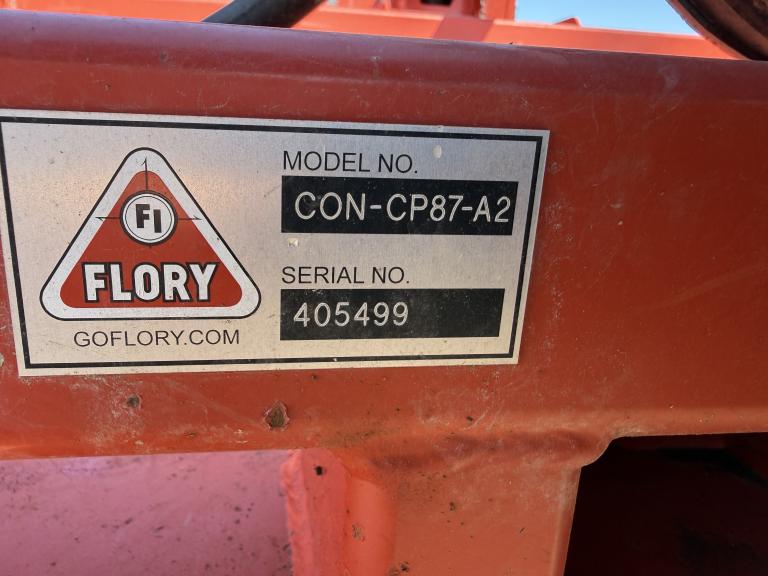 FI
FLORY
GOFLORY.COM
MODEL NO.
CON-CP87-A2
SERIAL NO.
405499